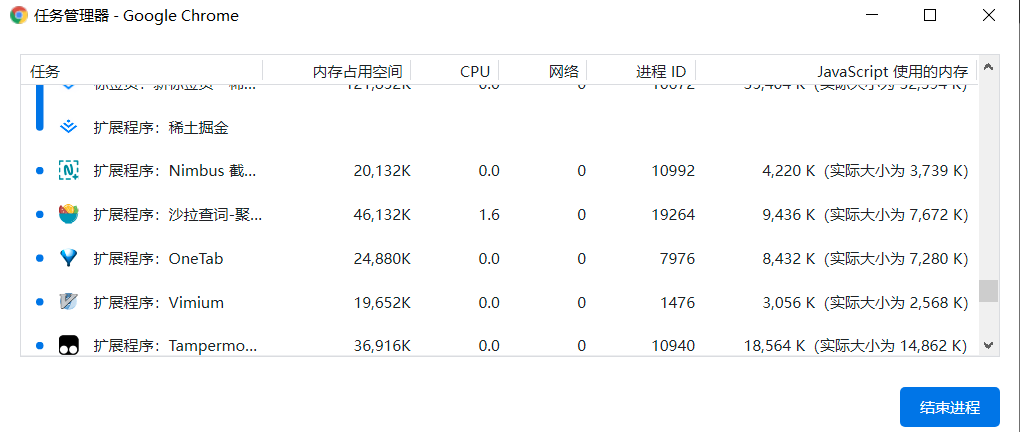 任务管理器 - Google Chrome
任务 内存占用空间 CPU 网络 进程 ID JavaScript 使用的内存
扩展程序：稀土掘金
扩展程序：Nimbus 截... 20,132K 0.0 0 10992 4,220 K (实际大小为 3,739 K)
扩展程序：沙拉查词-聚... 46,132K 1.6 0 19264 9,436 K (实际大小为 7,672 K)
扩展程序：OneTab 24,880K 0.0 0 7976 8,432 K (实际大小为 7,280 K)
扩展程序：Vimium 19,652K 0.0 0 1476 3,056 K (实际大小为 2,568 K)
扩展程序：Tampermo... 36,916K 0.0 0 10940 18,564 K (实际大小为 14,862 K)
结束进程